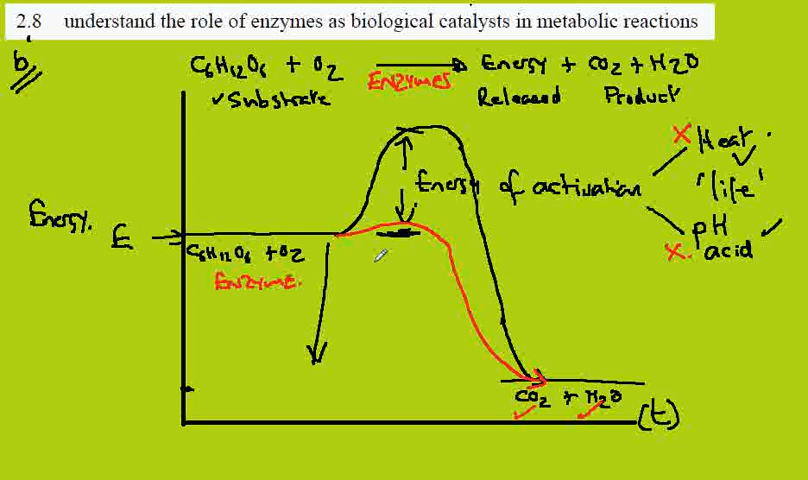 2.8 understand the role of enzymes as biological catalysts in metabolic reactions
b
C6H12O6 + O2 → Energy + CO2 + H2O
ENZYMES
✓Substrate Released Product
X Heat.
Energy of activation 'life'
Energy. E
pH
X. acid
C6H12O6 + O2
ENZYME.
CO2 + H2O
(t)